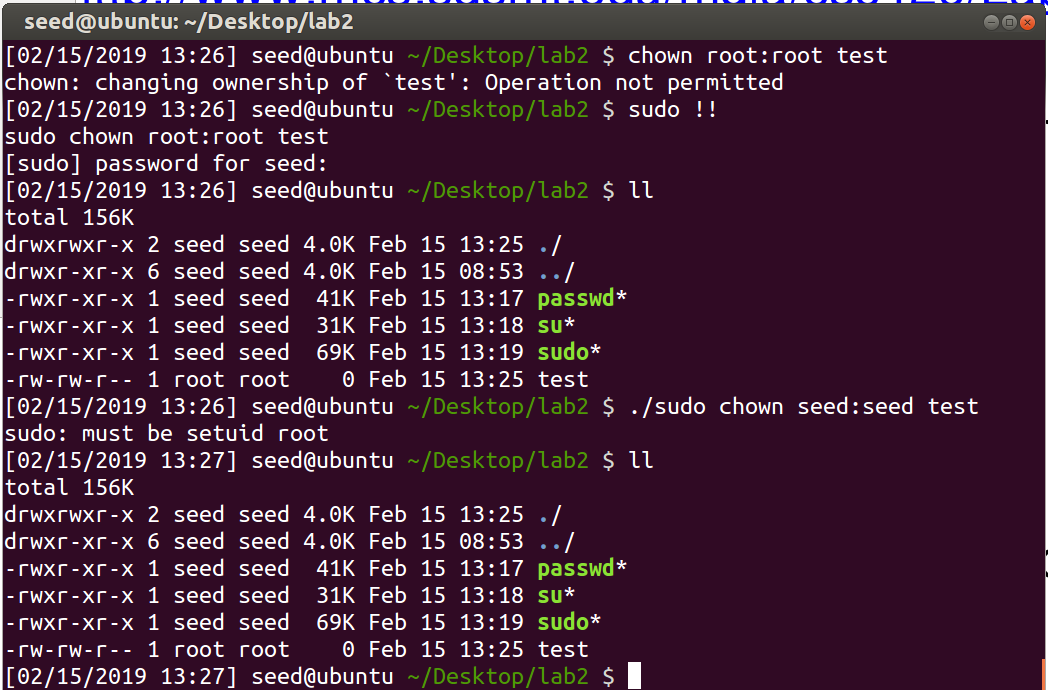 seed@ubuntu: ~/Desktop/lab2
[02/15/2019 13:26] seed@ubuntu ~/Desktop/lab2 $ chown root:root test
chown: changing ownership of `test': Operation not permitted
[02/15/2019 13:26] seed@ubuntu ~/Desktop/lab2 $ sudo !!
sudo chown root:root test
[sudo] password for seed:
[02/15/2019 13:26] seed@ubuntu ~/Desktop/lab2 $ ll
total 156K
drwxrwxr-x 2 seed seed 4.0K Feb 15 13:25 ./
drwxr-xr-x 6 seed seed 4.0K Feb 15 08:53 ../
-rwxr-xr-x 1 seed seed  41K Feb 15 13:17 passwd*
-rwxr-xr-x 1 seed seed  31K Feb 15 13:18 su*
-rwxr-xr-x 1 seed seed  69K Feb 15 13:19 sudo*
-rw-rw-r-- 1 root root    0 Feb 15 13:25 test
[02/15/2019 13:26] seed@ubuntu ~/Desktop/lab2 $ ./sudo chown seed:seed test
sudo: must be setuid root
[02/15/2019 13:27] seed@ubuntu ~/Desktop/lab2 $ ll
total 156K
drwxrwxr-x 2 seed seed 4.0K Feb 15 13:25 ./
drwxr-xr-x 6 seed seed 4.0K Feb 15 08:53 ../
-rwxr-xr-x 1 seed seed  41K Feb 15 13:17 passwd*
-rwxr-xr-x 1 seed seed  31K Feb 15 13:18 su*
-rwxr-xr-x 1 seed seed  69K Feb 15 13:19 sudo*
-rw-rw-r-- 1 root root    0 Feb 15 13:25 test
[02/15/2019 13:27] seed@ubuntu ~/Desktop/lab2 $